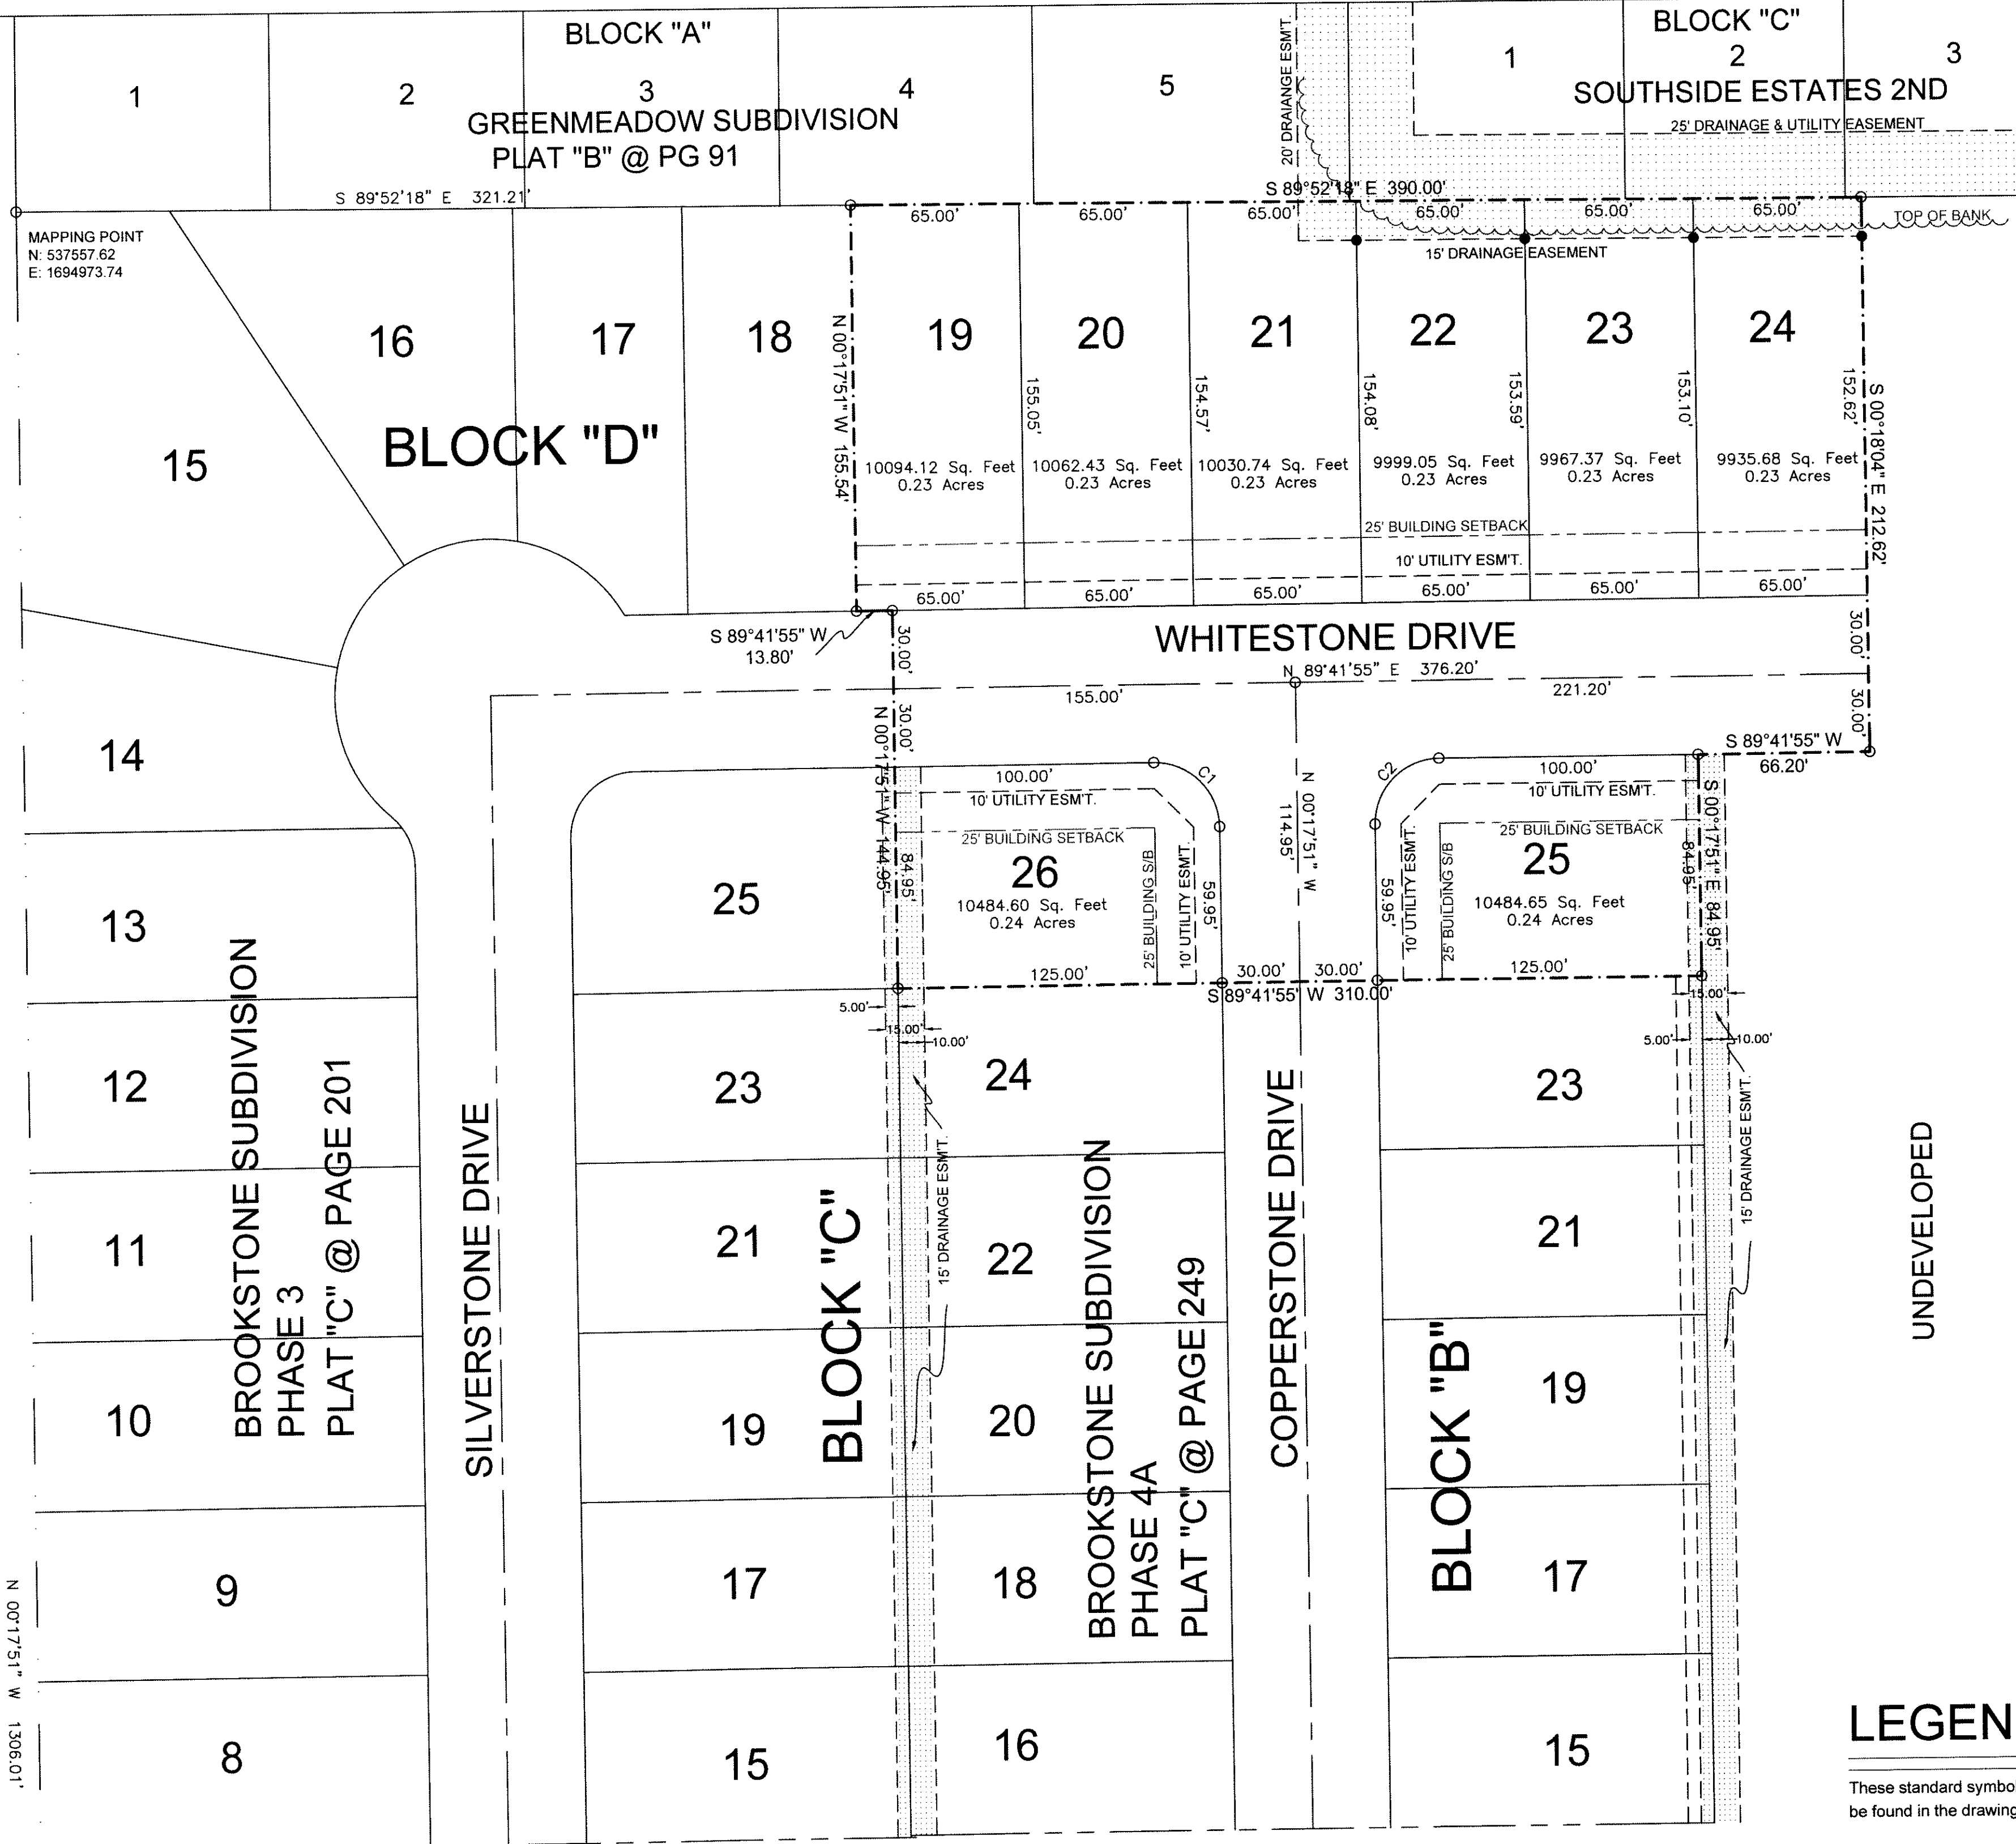 BLOCK "A"
1
2
3
4
5
GREENMEADOW SUBDIVISION
PLAT "B" @ PG 91
20' DRAIANGE ESM'T.
BLOCK "C"
1
2
3
SOUTHSIDE ESTATES 2ND
25' DRAINAGE & UTILITY EASEMENT
S 89°52'18" E 321.21'
S 89°52'18" E 390.00'
MAPPING POINT
N: 537557.62
E: 1694973.74
65.00'
65.00'
65.00'
65.00'
65.00'
65.00'
TOP OF BANK
15' DRAINAGE EASEMENT
15
16
17
18
BLOCK "D"
N 00°17'51" W 155.54'
19
20
21
22
23
24
155.05'
154.57'
154.08'
153.59'
153.10'
152.62'
S 00°18'04" E 212.62'
10094.12 Sq. Feet
0.23 Acres
10062.43 Sq. Feet
0.23 Acres
10030.74 Sq. Feet
0.23 Acres
9999.05 Sq. Feet
0.23 Acres
9967.37 Sq. Feet
0.23 Acres
9935.68 Sq. Feet
0.23 Acres
25' BUILDING SETBACK
10' UTILITY ESM'T.
65.00'
65.00'
65.00'
65.00'
65.00'
65.00'
S 89°41'55" W
13.80'
30.00'
WHITESTONE DRIVE
30.00'
N 89°41'55" E 376.20'
155.00'
221.20'
30.00'
30.00'
S 89°41'55" W
66.20'
14
13
12
11
10
9
8
N 00°17'51" W 144.95'
84.95'
100.00'
C1
10' UTILITY ESM'T.
25' BUILDING SETBACK
26
10484.60 Sq. Feet
0.24 Acres
25' BUILDING S/B
10' UTILITY ESM'T.
59.95'
125.00'
N 00°17'51" W
114.95'
C2
100.00'
10' UTILITY ESM'T.
25' BUILDING SETBACK
25
10484.65 Sq. Feet
0.24 Acres
59.95'
10' UTILITY ESM'T.
25' BUILDING S/B
84.95'
S 00°17'51" E 84.95'
125.00'
30.00'
30.00'
S 89°41'55" W 310.00'
5.00'
15.00'
10.00'
15.00'
5.00'
10.00'
25
23
21
19
17
15
24
22
20
18
16
23
21
19
17
15
BROOKSTONE SUBDIVISION
PHASE 3
PLAT "C" @ PAGE 201
SILVERSTONE DRIVE
BLOCK "C"
15' DRAINAGE ESM'T.
BROOKSTONE SUBDIVISION
PHASE 4A
PLAT "C" @ PAGE 249
COPPERSTONE DRIVE
BLOCK "B"
15' DRAINAGE ESM'T.
UNDEVELOPED
N 00°17'51" W 1306.01'
LEGEN
These standard symbo
be found in the drawing